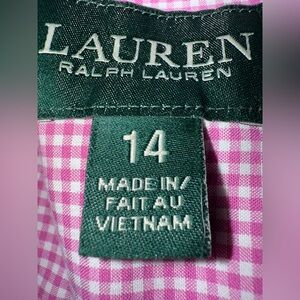 LAUREN
RALPH LAUREN
14
MADE IN/
FAIT AU
VIETNAM